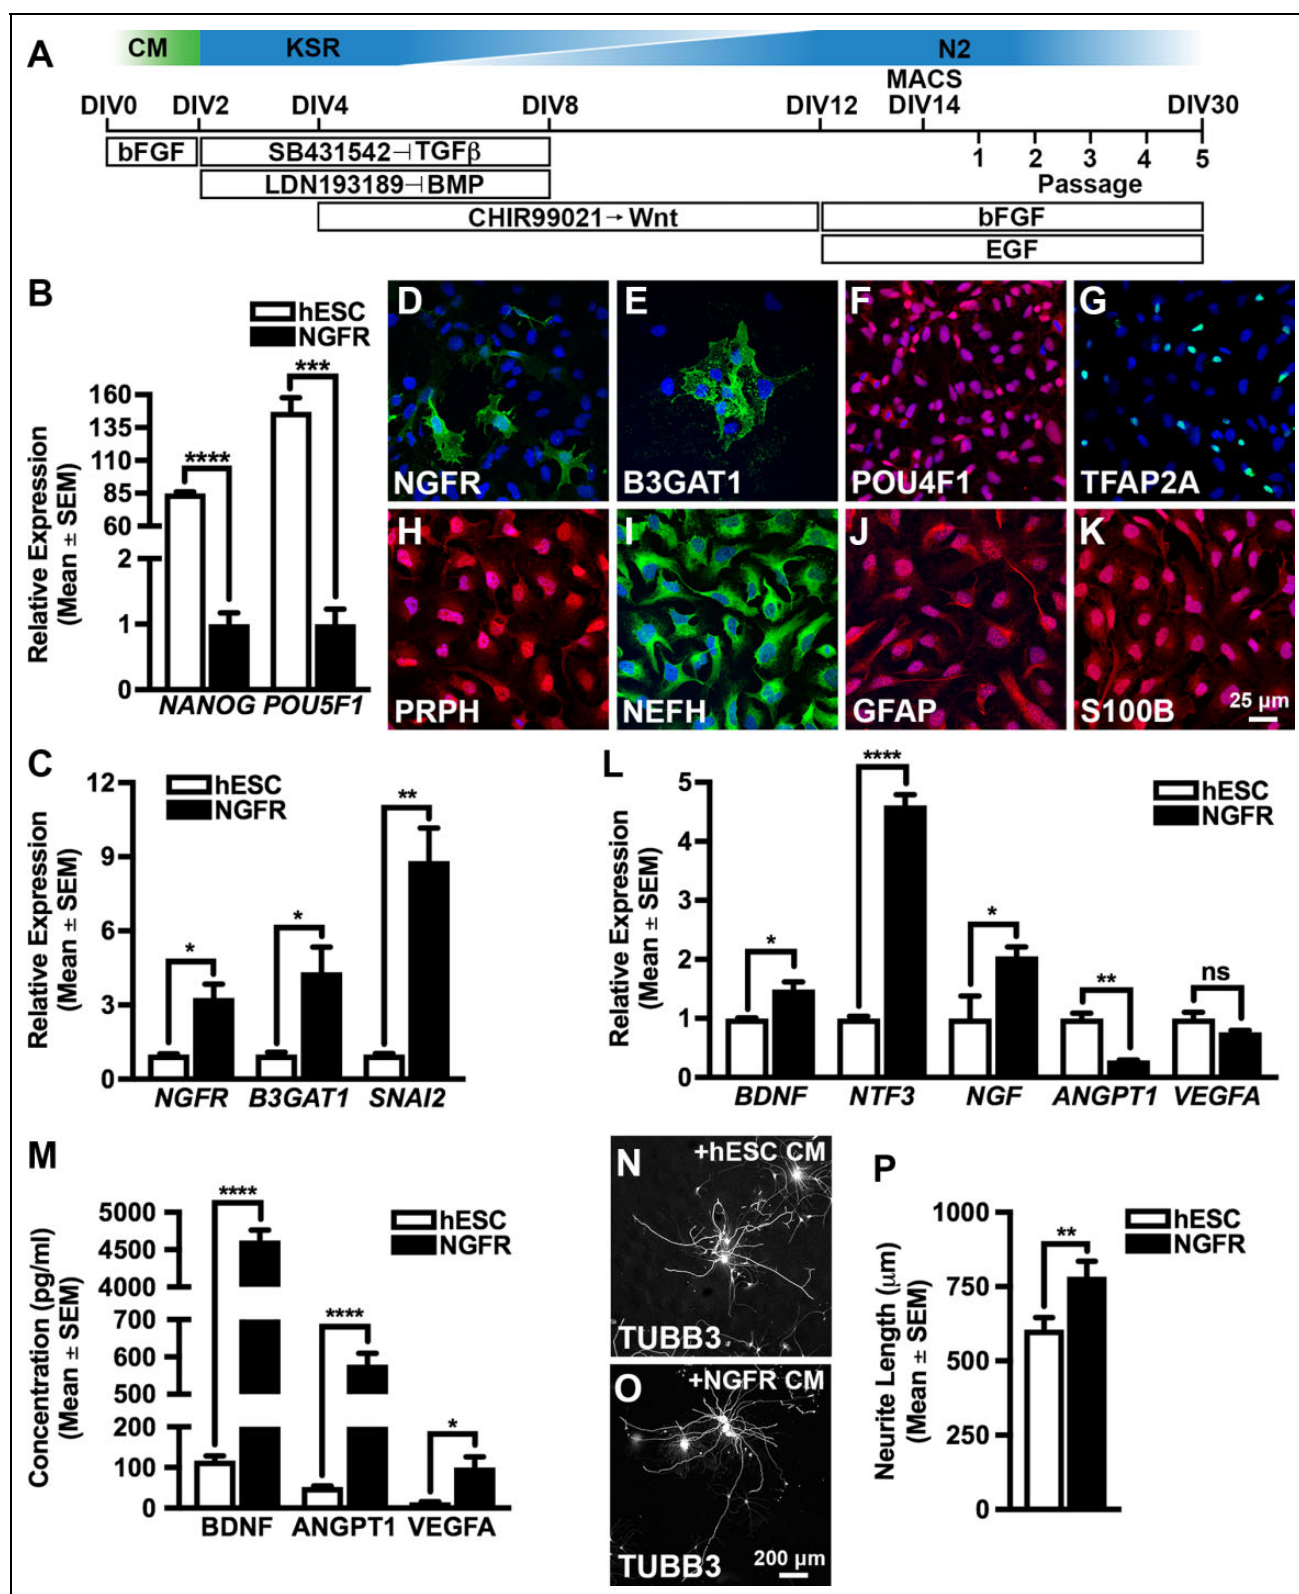 A
CM KSR N2
MACS
DIV0 DIV2 DIV4 DIV8 DIV12 DIV14 DIV30
bFGF SB431542⊣TGFβ 1 2 3 4 5
LDN193189⊣BMP Passage
CHIR99021→Wnt bFGF
EGF
B
hESC
NGFR
Relative Expression
(Mean ± SEM)
160
135
110
85
60
2
1
0
****
***
NANOG POU5F1
D
NGFR
E
B3GAT1
F
POU4F1
G
TFAP2A
H
PRPH
I
NEFH
J
GFAP
K
S100B
25 µm
C
hESC
NGFR
Relative Expression
(Mean ± SEM)
12
9
6
3
0
*
*
**
NGFR B3GAT1 SNAI2
L
hESC
NGFR
Relative Expression
(Mean ± SEM)
5
4
3
2
1
0
*
****
*
**
ns
BDNF NTF3 NGF ANGPT1 VEGFA
M
hESC
NGFR
Concentration (pg/ml)
(Mean ± SEM)
5000
4500
4000
700
600
500
200
100
0
****
****
*
BDNF ANGPT1 VEGFA
N
+hESC CM
TUBB3
O
+NGFR CM
TUBB3
200 µm
P
hESC
NGFR
Neurite Length (µm)
(Mean ± SEM)
1000
750
500
250
0
**